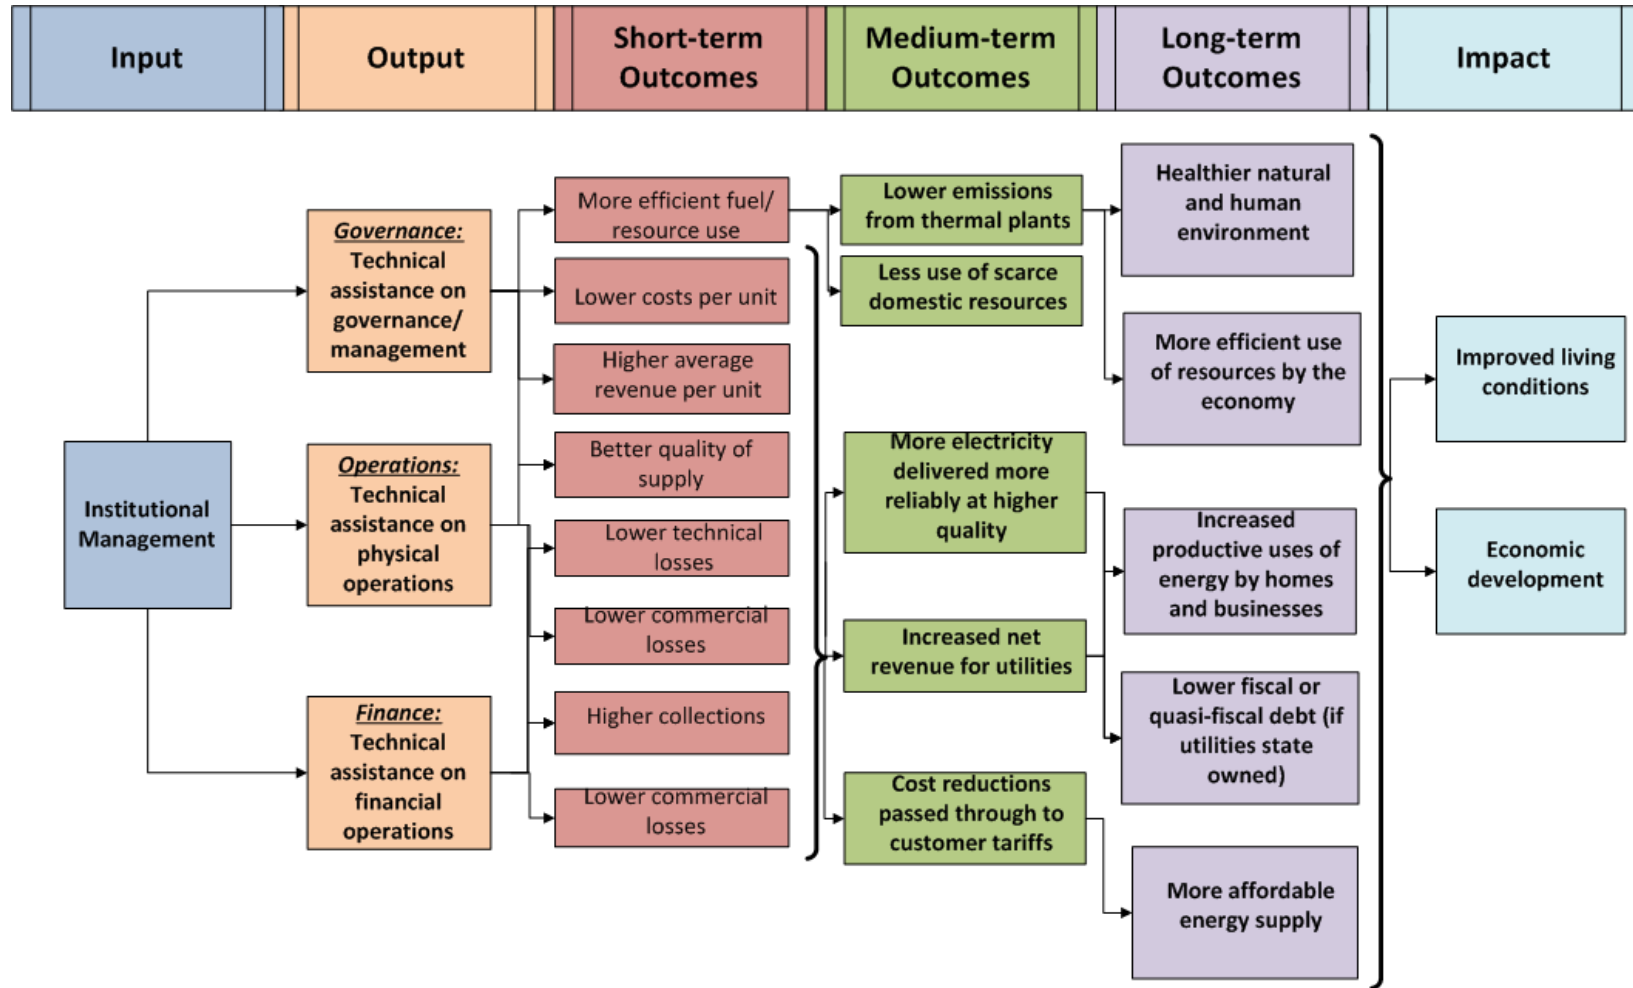 Input
Output
Short-term
Outcomes
Medium-term
Outcomes
Long-term
Outcomes
Impact
Institutional
Management
Governance:
Technical
assistance on
governance/
management
Operations:
Technical
assistance on
physical
operations
Finance:
Technical
assistance on
financial
operations
More efficient fuel/
resource use
Lower costs per unit
Higher average
revenue per unit
Better quality of
supply
Lower technical
losses
Lower commercial
losses
Higher collections
Lower commercial
losses
Lower emissions
from thermal plants
Less use of scarce
domestic resources
More electricity
delivered more
reliably at higher
quality
Increased net
revenue for utilities
Cost reductions
passed through to
customer tariffs
Healthier natural
and human
environment
More efficient use
of resources by the
economy
Increased
productive uses of
energy by homes
and businesses
Lower fiscal or
quasi-fiscal debt (if
utilities state
owned)
More affordable
energy supply
Improved living
conditions
Economic
development